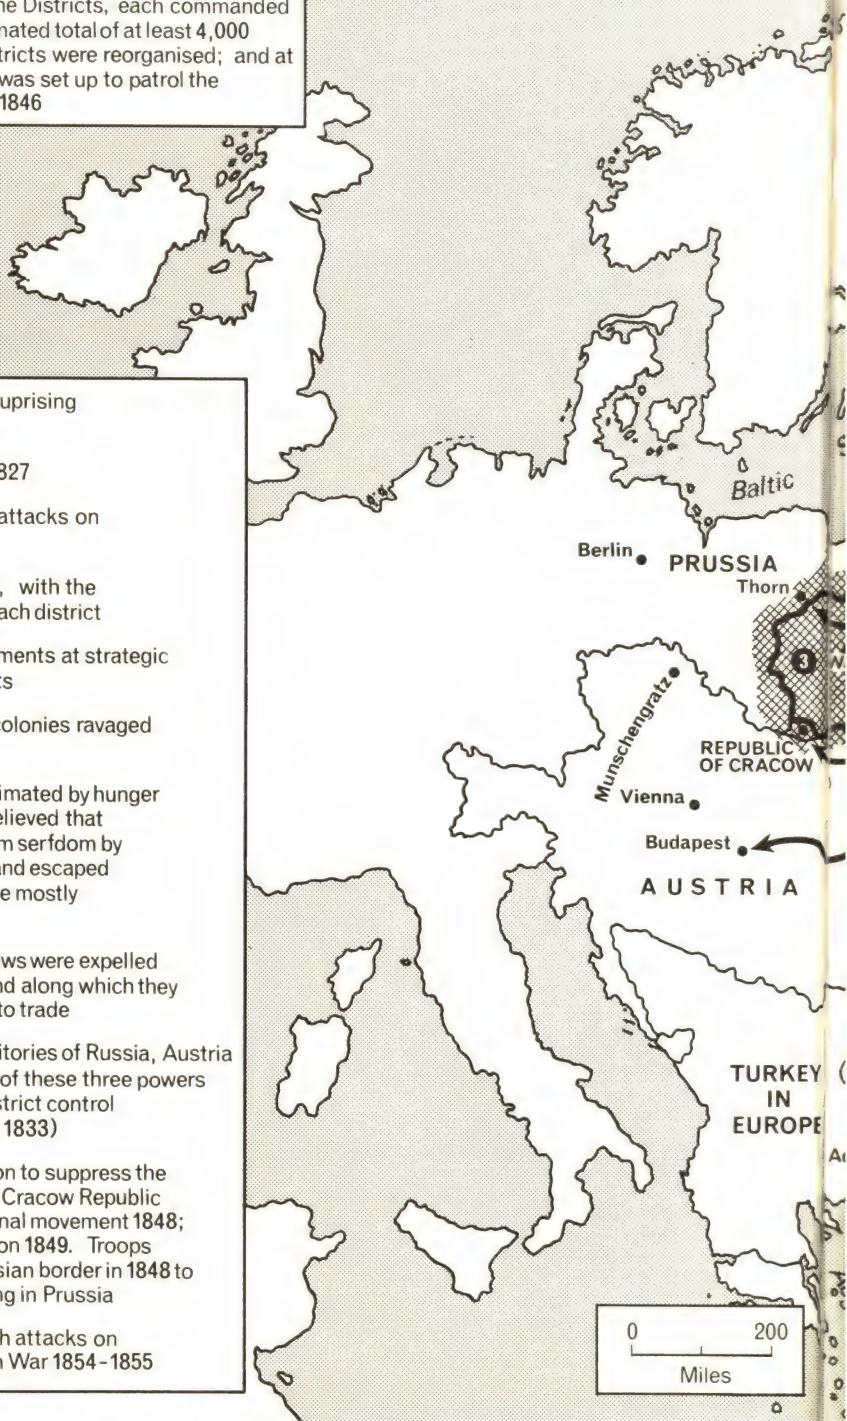 ne Districts, each commanded
nated total of at least 4,000
tricts were reorganised; and at
was set up to patrol the
1846
uprising
827
attacks on
, with the
ach district
ments at strategic
ts
colonies ravaged
imated by hunger
elieved that
m serfdom by
and escaped
e mostly
ws were expelled
nd along which they
to trade
itories of Russia, Austria
of these three powers
strict control
1833)
on to suppress the
Cracow Republic
nal movement 1848;
on 1849. Troops
sian border in 1848 to
ng in Prussia
h attacks on
n War 1854-1855
Baltic
Berlin
PRUSSIA
Thorn
3
W
Munschengratz
REPUBLIC
OF CRACOW
Vienna
Budapest
AUSTRIA
TURKEY (
IN
EUROPE
0 200
Miles